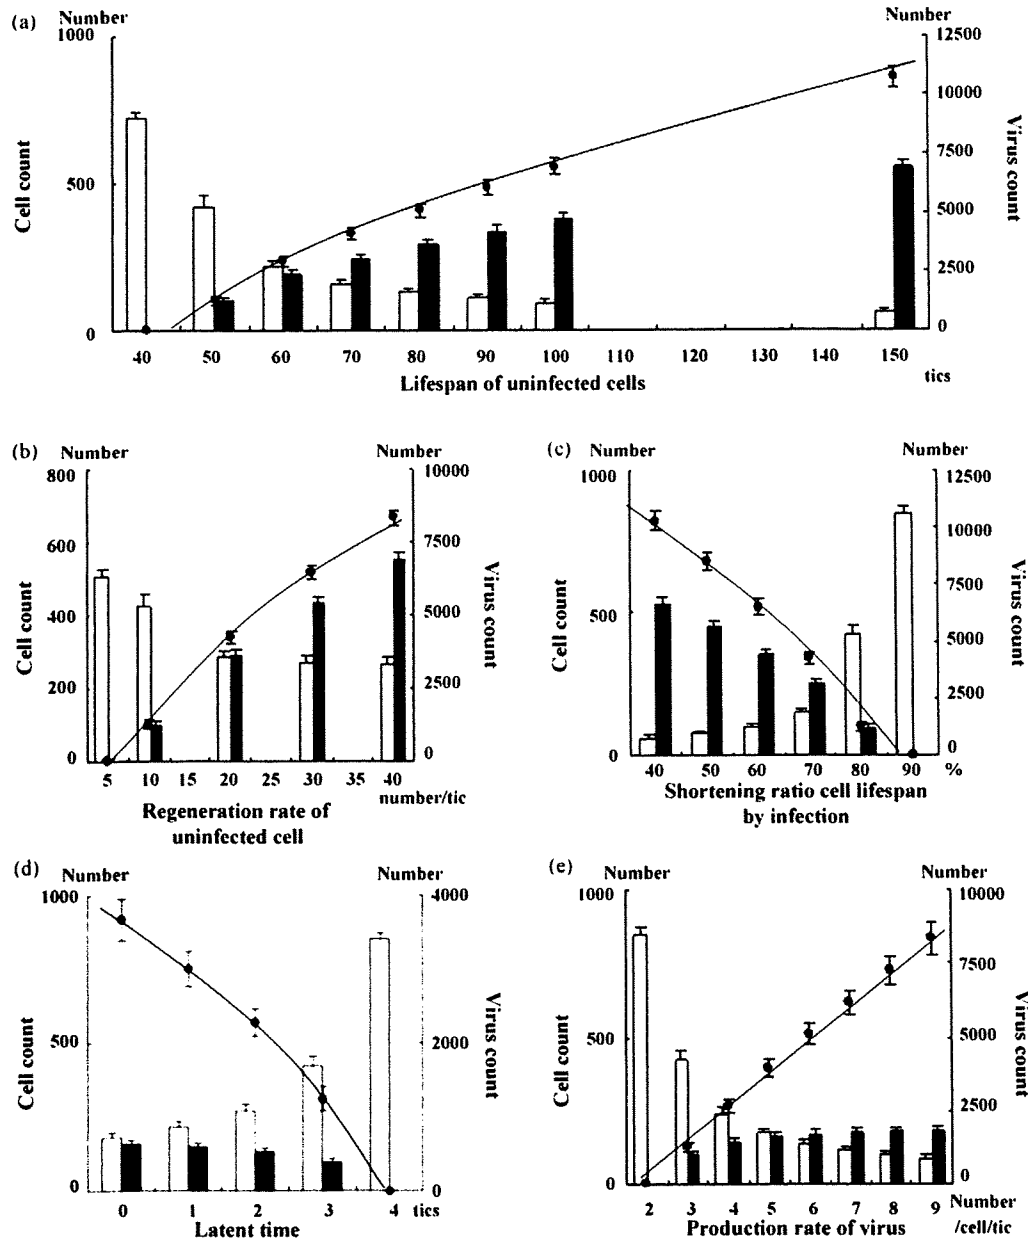 (a)
Number
Number
1000
12500
10000
7500
500
5000
2500
0
0
Cell count
Virus count
40 50 60 70 80 90 100 110 120 130 140 150
tics
Lifespan of uninfected cells
(b)
Number
Number
800
10000
600
7500
400
5000
200
2500
0
0
Cell count
Virus count
5 10 15 20 25 30 35 40
number/tic
Regeneration rate of
uninfected cell
(c)
Number
Number
1000
12500
10000
7500
500
5000
2500
0
0
Cell count
Virus count
40 50 60 70 80 90 %
Shortening ratio cell lifespan
by infection
(d)
Number
Number
1000
4000
500
2000
0
0
Cell count
Virus count
0 1 2 3 4 tics
Latent time
(e)
Number
Number
1000
10000
7500
500
5000
2500
0
0
Cell count
Virus count
2 3 4 5 6 7 8 9 Number
/cell/tic
Production rate of virus